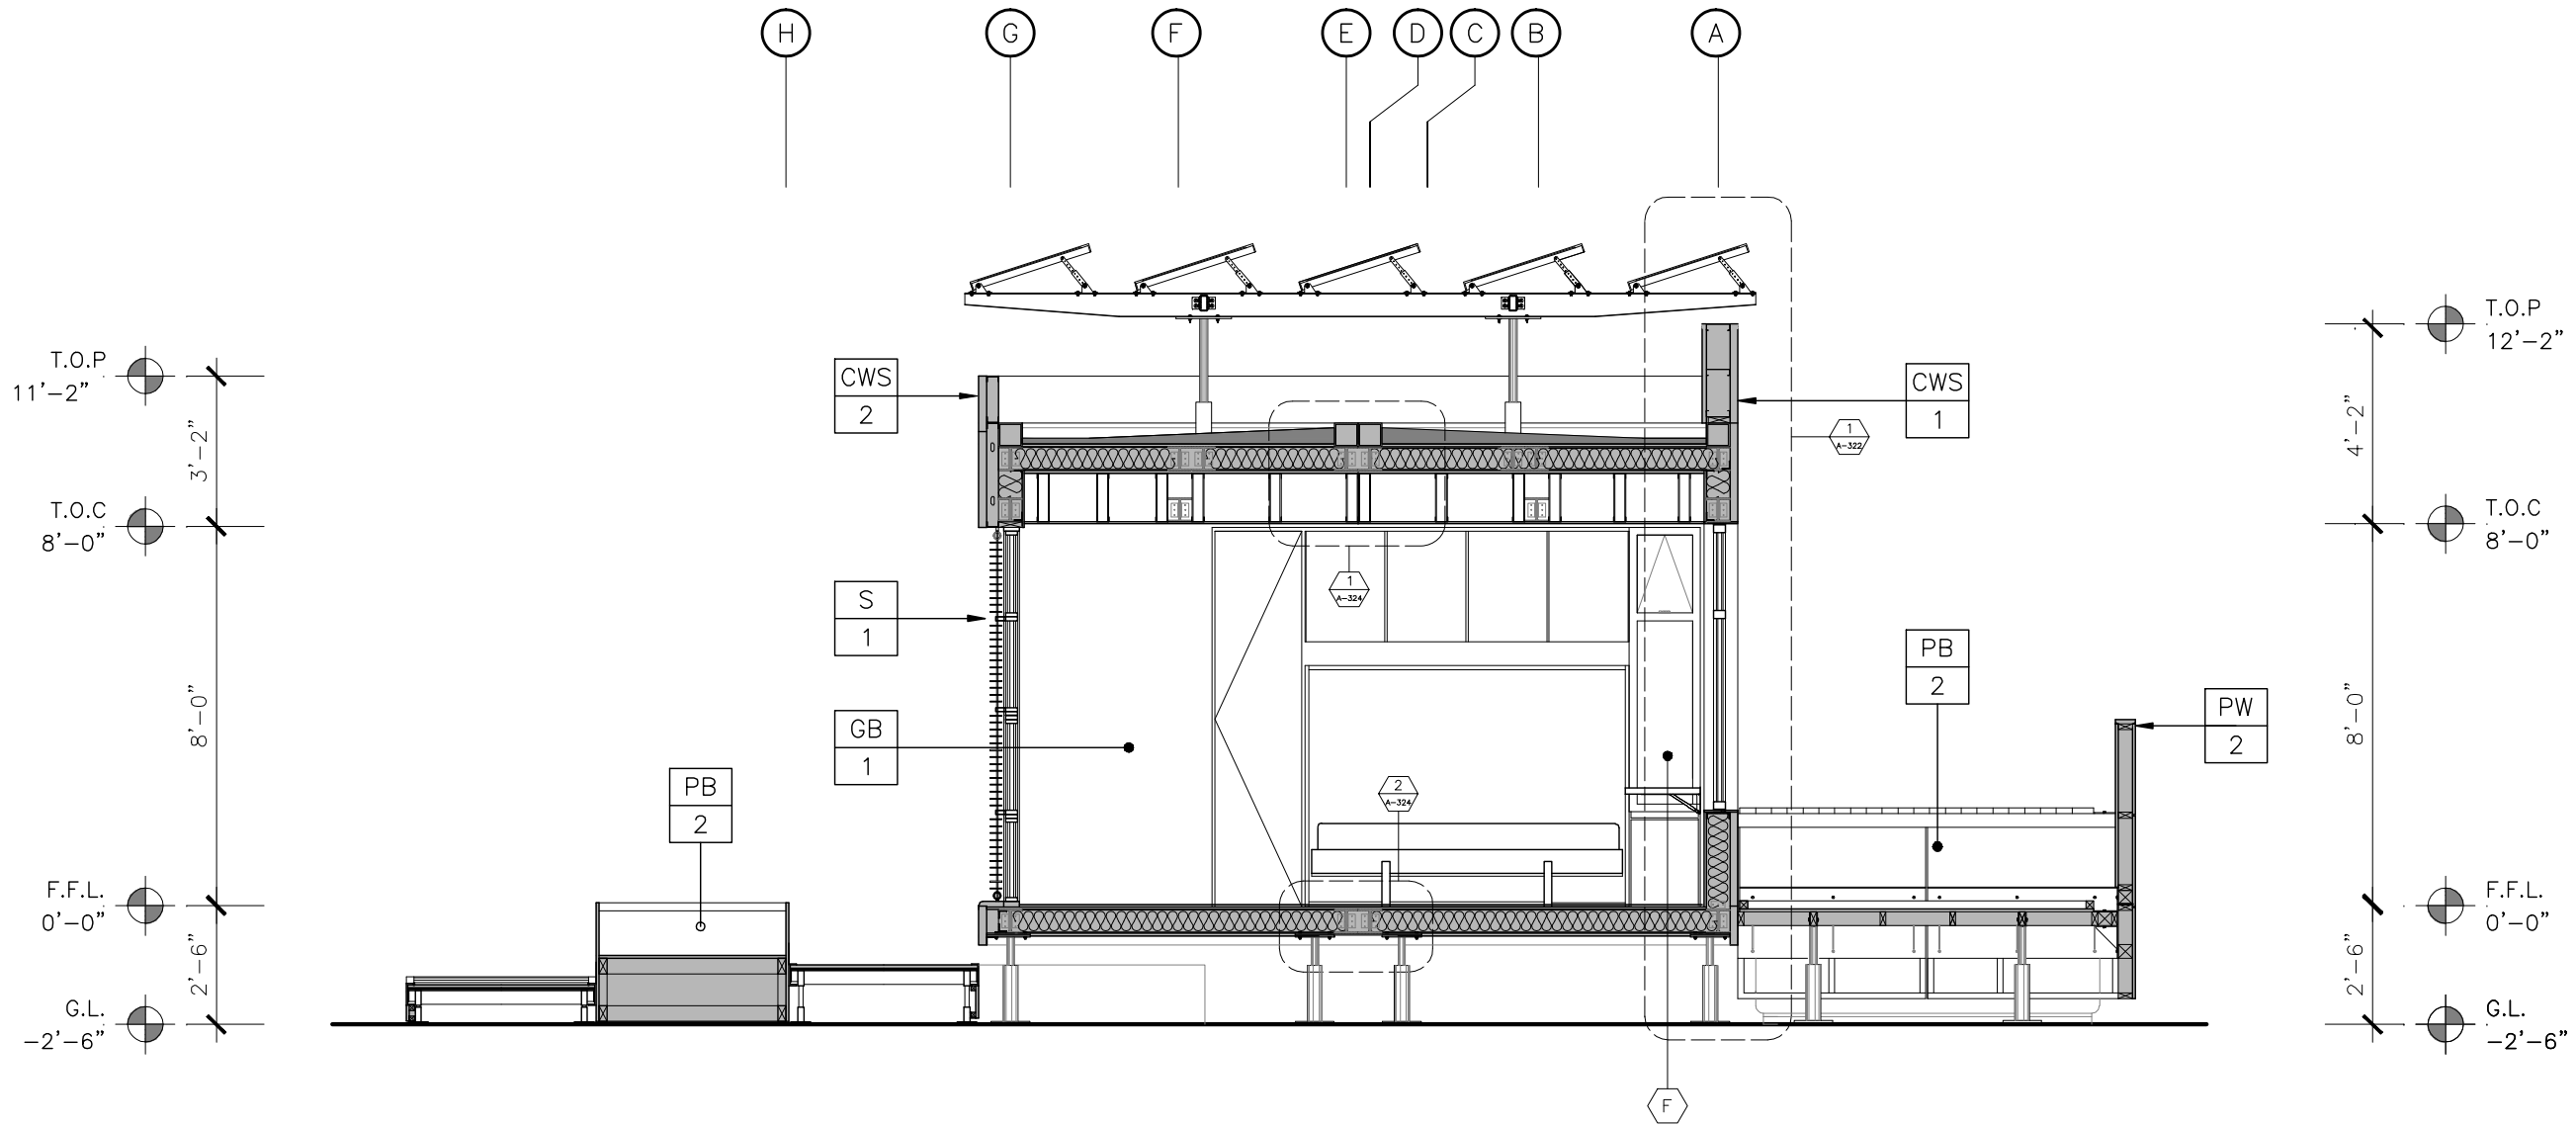 H G F E D C B A
T.O.P
11'-2"
3'-2"
T.O.C
8'-0"
8'-0"
F.F.L.
0'-0"
2'-6"
G.L.
-2'-6"
CWS
2
S
1
GB
1
PB
2
1
A-324
2
A-324
F
CWS
1
1
A-322
PB
2
PW
2
T.O.P
12'-2"
4'-2"
T.O.C
8'-0"
8'-0"
F.F.L.
0'-0"
2'-6"
G.L.
-2'-6"